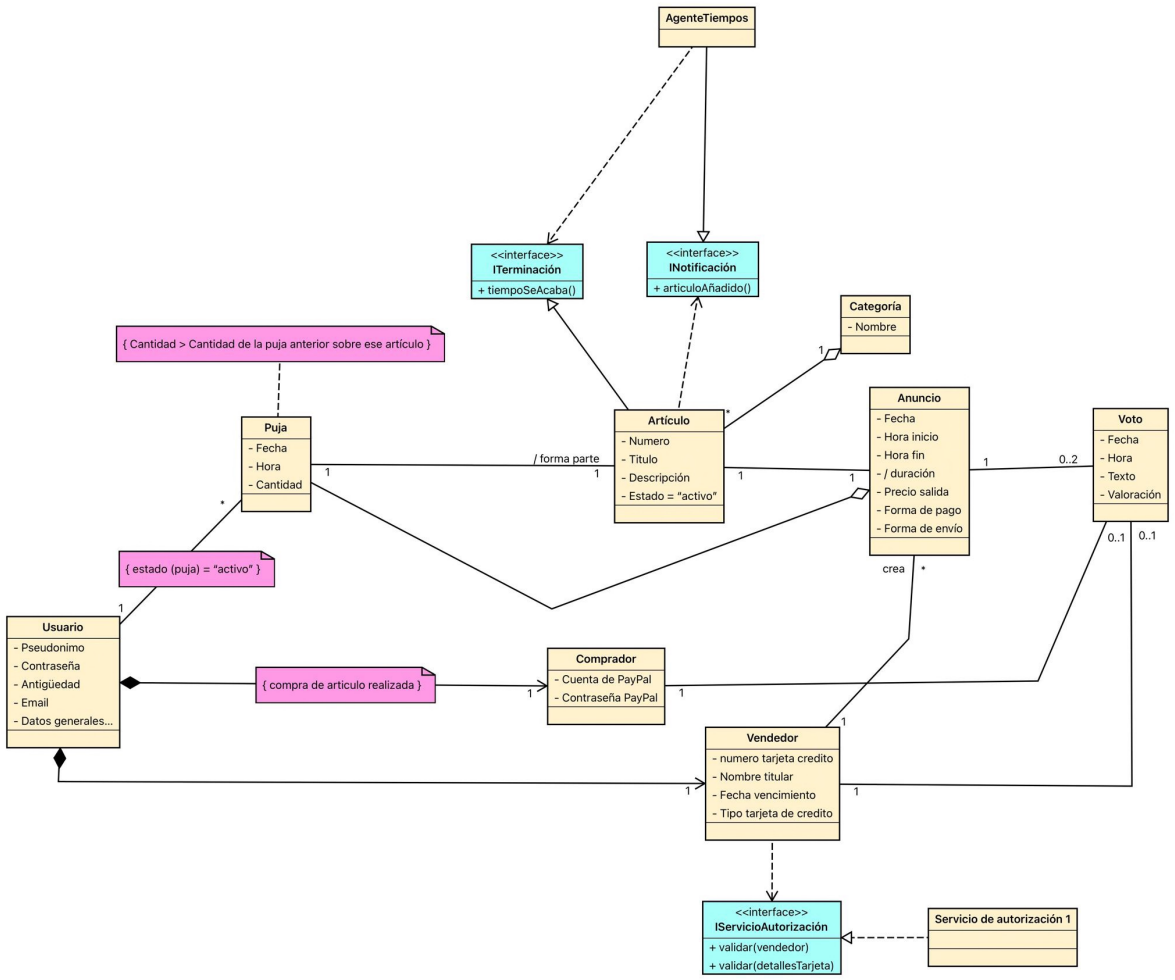 AgenteTiempos
<<interface>>
ITerminación
+ tiempoSeAcaba()
<<interface>>
INotificación
+ articuloAñadido()
Categoría
- Nombre
1
*
{ Cantidad > Cantidad de la puja anterior sobre ese artículo }
Puja
- Fecha
- Hora
- Cantidad
1
/ forma parte
1
*
Artículo
- Numero
- Titulo
- Descripción
- Estado = “activo”
1
1
Anuncio
- Fecha
- Hora inicio
- Hora fin
- / duración
- Precio salida
- Forma de pago
- Forma de envío
1
0..2
crea
*
Voto
- Fecha
- Hora
- Texto
- Valoración
0..1
0..1
{ estado (puja) = “activo” }
1
Usuario
- Pseudonimo
- Contraseña
- Antigüedad
- Email
- Datos generales...
{ compra de articulo realizada }
1
Comprador
- Cuenta de PayPal
- Contraseña PayPal
1
1
Vendedor
- numero tarjeta credito
- Nombre titular
- Fecha vencimiento
- Tipo tarjeta de credito
1
1
<<interface>>
IServicioAutorización
+ validar(vendedor)
+ validar(detallesTarjeta)
Servicio de autorización 1